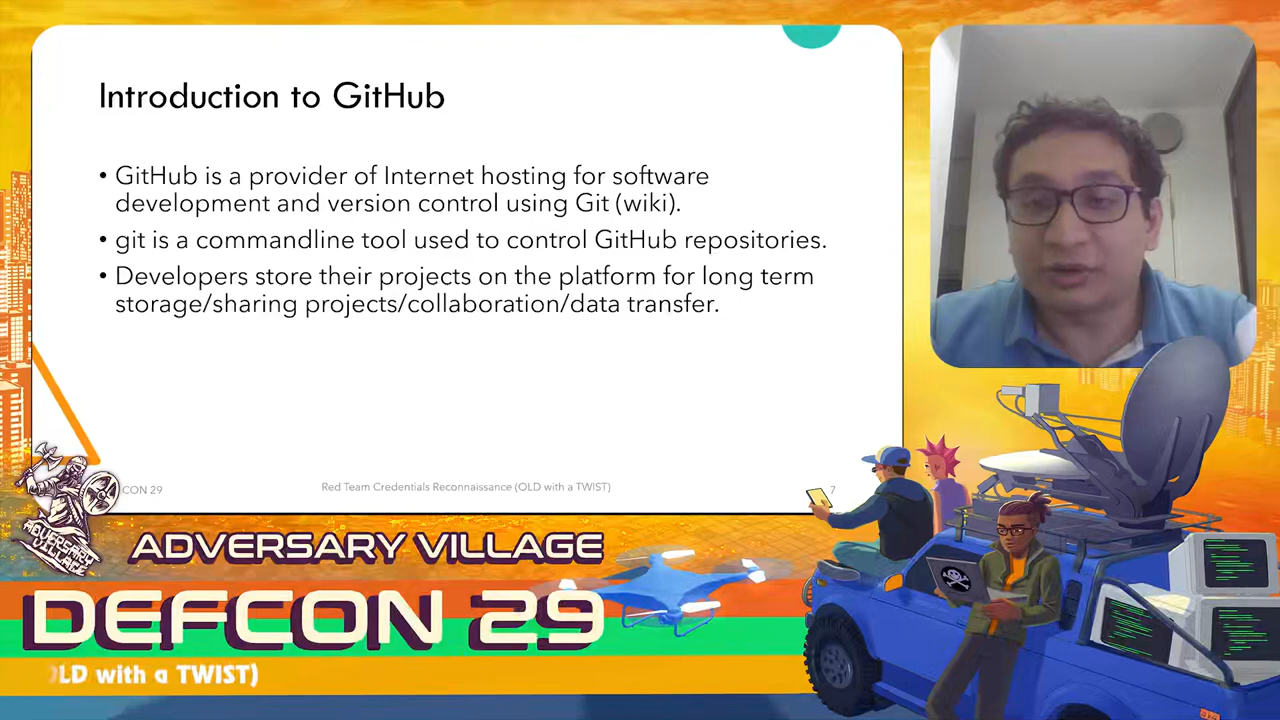 Introduction to GitHub
• GitHub is a provider of Internet hosting for software
development and version control using Git (wiki).
• git is a commandline tool used to control GitHub repositories.
• Developers store their projects on the platform for long term
storage/sharing projects/collaboration/data transfer.
CON 29
Red Team Credentials Reconnaissance (OLD with a TWIST)
7
ADVERSARY VILLAGE
ADVERSARY VILLAGE
DEFCON 29
OLD with a TWIST)